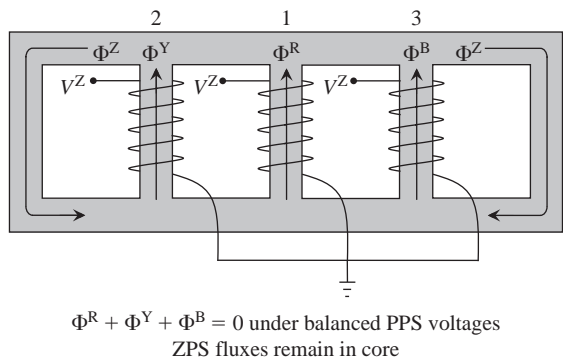 2 1 3
Φ^Z Φ^Y Φ^R Φ^B Φ^Z
V^Z V^Z V^Z
Φ^R + Φ^Y + Φ^B = 0 under balanced PPS voltages
ZPS fluxes remain in core